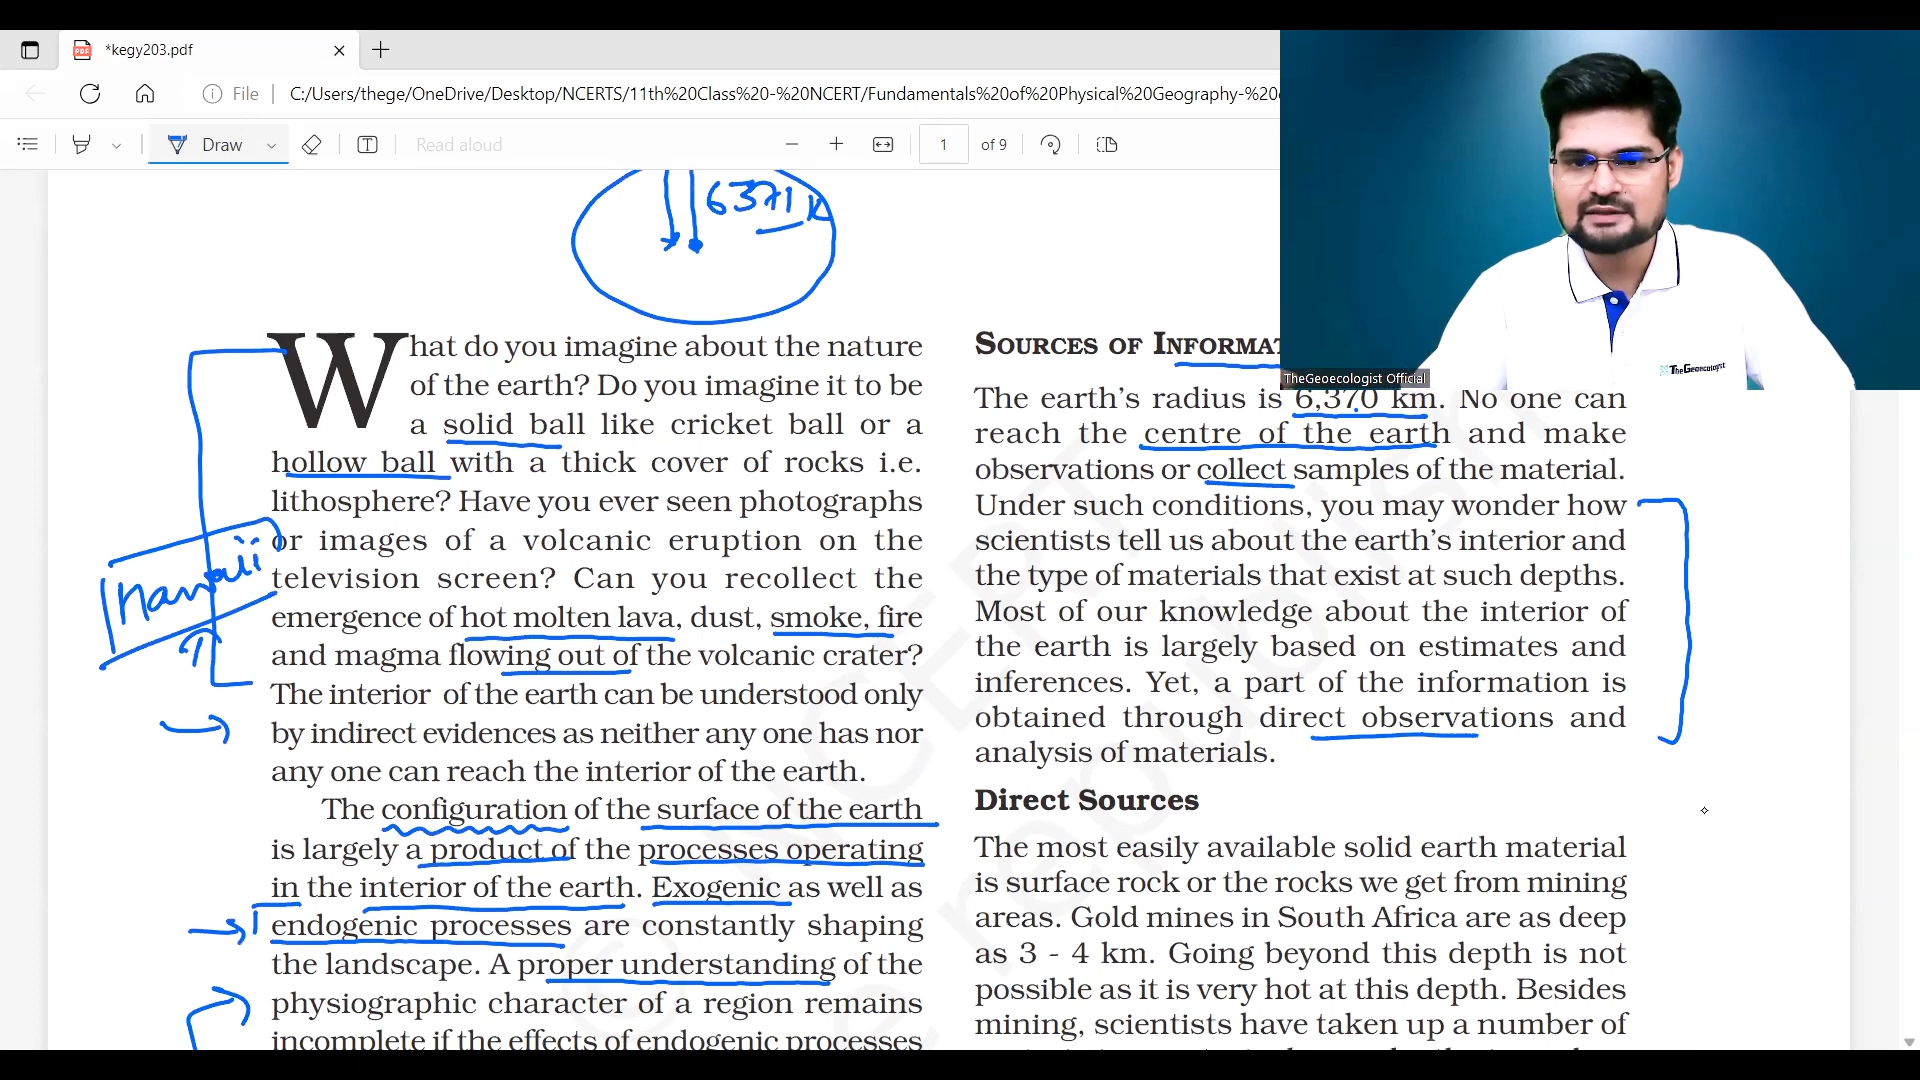 *kegy203.pdf
File C:/Users/thege/OneDrive/Desktop/NCERTS/11th%20Class%20-%20NCERT/Fundamentals%20of%20Physical%20Geography-%20
Draw
Read aloud
1 of 9
6371 K
What do you imagine about the nature
of the earth? Do you imagine it to be
a solid ball like cricket ball or a
hollow ball with a thick cover of rocks i.e.
lithosphere? Have you ever seen photographs
or images of a volcanic eruption on the
television screen? Can you recollect the
emergence of hot molten lava, dust, smoke, fire
and magma flowing out of the volcanic crater?
The interior of the earth can be understood only
by indirect evidences as neither any one has nor
any one can reach the interior of the earth.
The configuration of the surface of the earth
is largely a product of the processes operating
in the interior of the earth. Exogenic as well as
endogenic processes are constantly shaping
the landscape. A proper understanding of the
physiographic character of a region remains
incomplete if the effects of endogenic processes
Hawaii
SOURCES OF INFORMAT
The earth's radius is 6,370 km. No one can
reach the centre of the earth and make
observations or collect samples of the material.
Under such conditions, you may wonder how
scientists tell us about the earth's interior and
the type of materials that exist at such depths.
Most of our knowledge about the interior of
the earth is largely based on estimates and
inferences. Yet, a part of the information is
obtained through direct observations and
analysis of materials.
Direct Sources
The most easily available solid earth material
is surface rock or the rocks we get from mining
areas. Gold mines in South Africa are as deep
as 3 - 4 km. Going beyond this depth is not
possible as it is very hot at this depth. Besides
mining, scientists have taken up a number of
TheGeoecologist Official
TheGeoecologist
© NCERT
republish